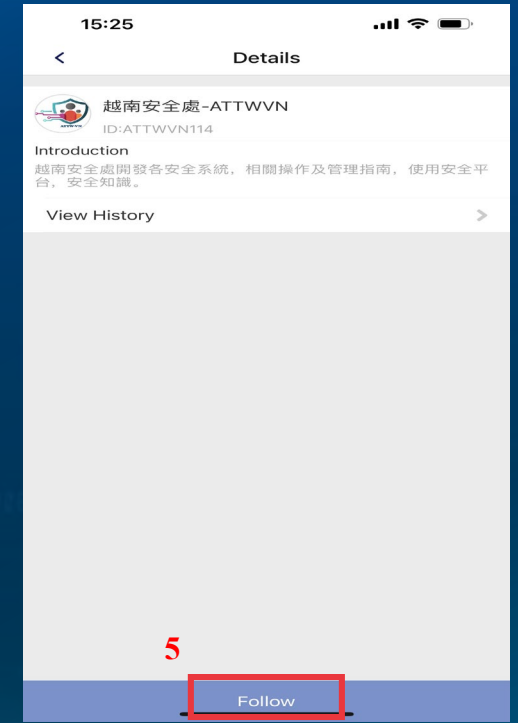 15:25
Details
越南安全處-ATTWVN
ID:ATTWVN114
Introduction
越南安全處開發各安全系統，相關操作及管理指南，使用安全平
台，安全知識。
View History
5
Follow